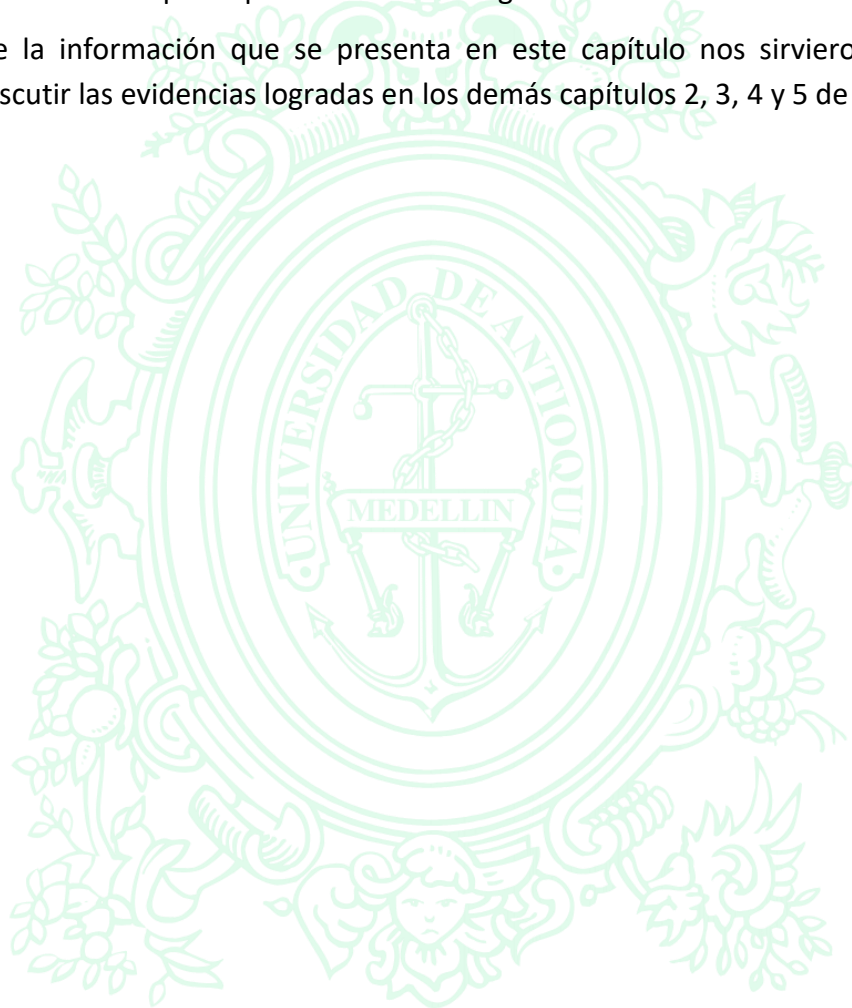 e la información que se presenta en este capítulo nos sirviero
scutir las evidencias logradas en los demás capítulos 2, 3, 4 y 5 de
UNIVERSIDAD DE ANTIOQUIA
MEDELLIN